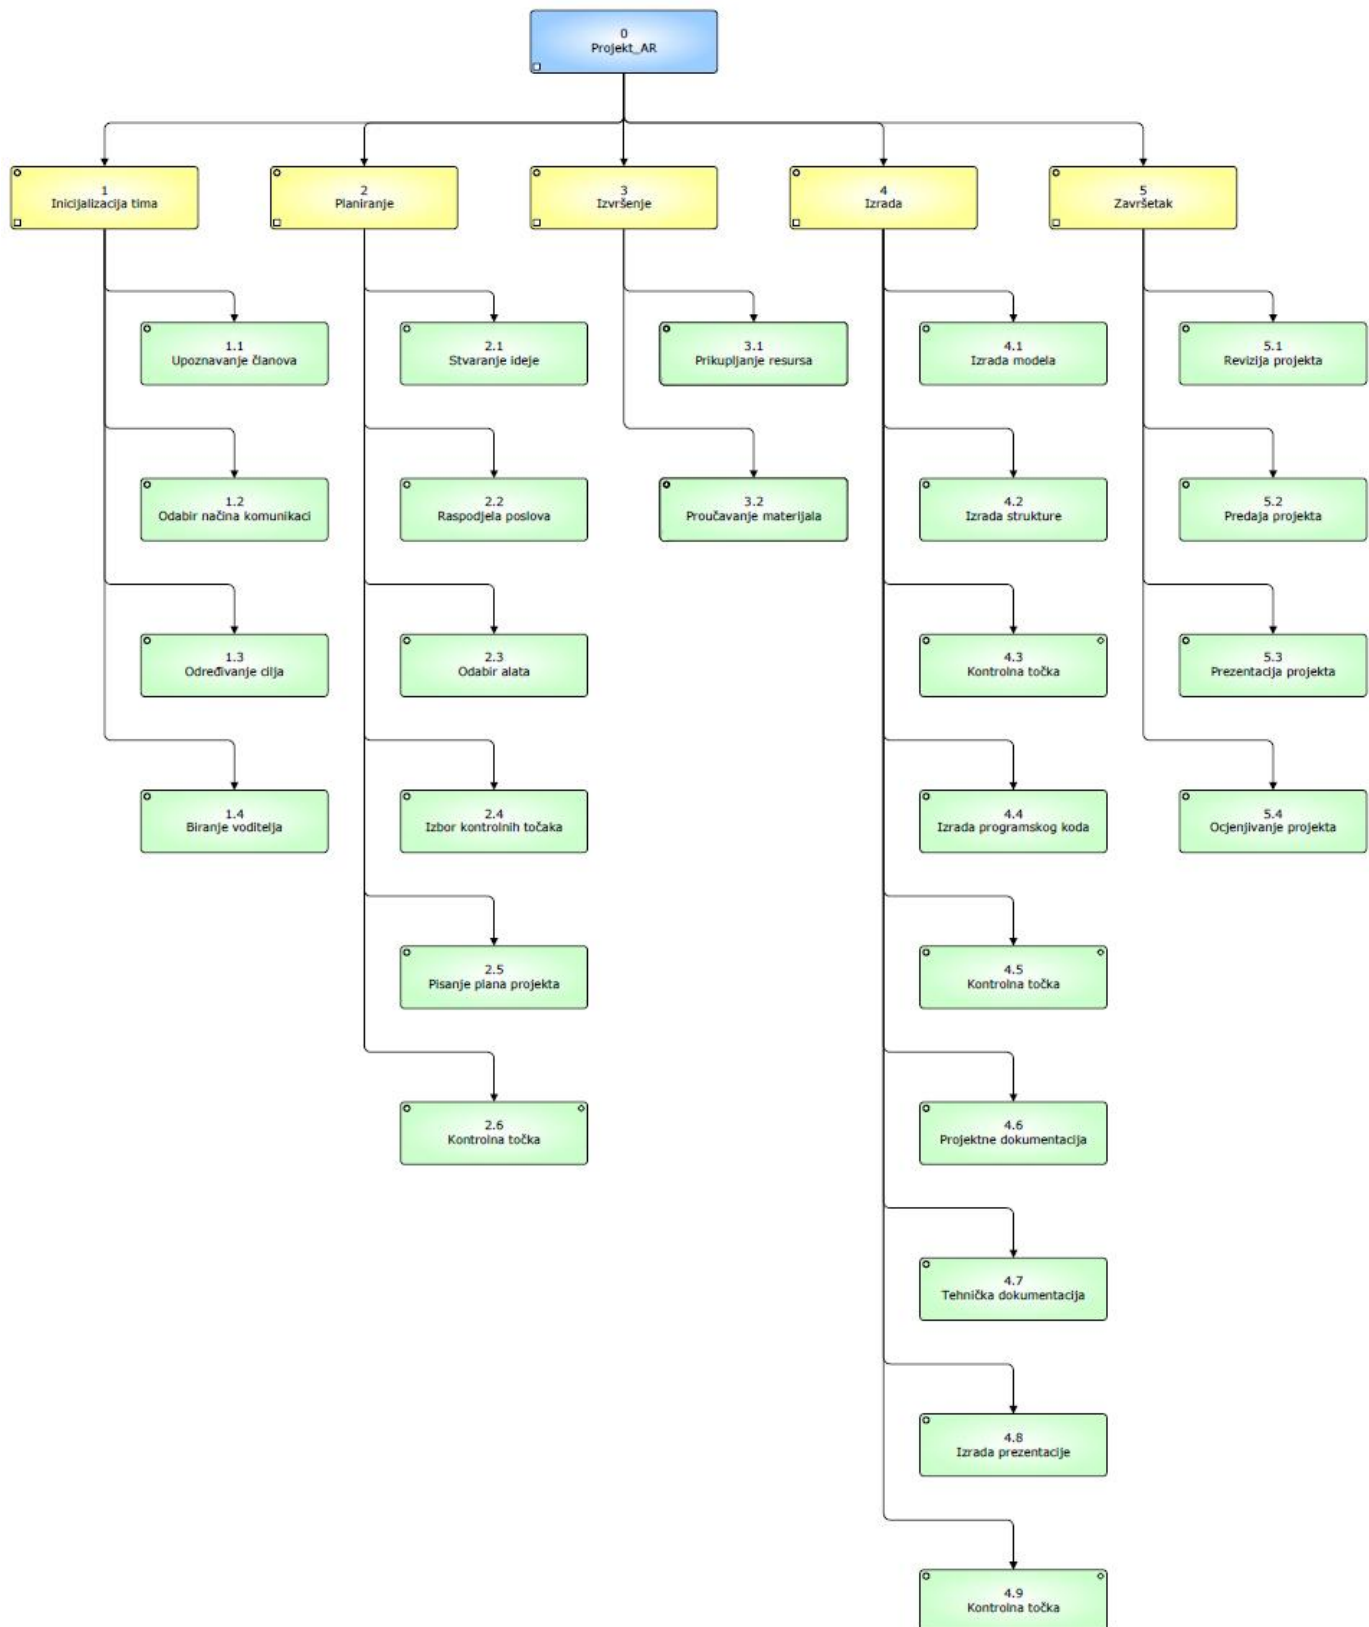 0
Projekt_AR
1
Inicijalizacija tima
2
Planiranje
3
Izvršenje
4
Izrada
5
Završetak
1.1
Upoznavanje članova
2.1
Stvaranje ideje
3.1
Prikupljanje resursa
4.1
Izrada modela
5.1
Revizija projekta
1.2
Odabir načina komunikaci
2.2
Raspodjela poslova
3.2
Proučavanje materijala
4.2
Izrada strukture
5.2
Predaja projekta
1.3
Određivanje cilja
2.3
Odabir alata
4.3
Kontrolna točka
5.3
Prezentacija projekta
1.4
Biranje voditelja
2.4
Izbor kontrolnih točaka
4.4
Izrada programskog koda
5.4
Ocjenjivanje projekta
2.5
Pisanje plana projekta
4.5
Kontrolna točka
2.6
Kontrolna točka
4.6
Projektne dokumentacija
4.7
Tehnička dokumentacija
4.8
Izrada prezentacije
4.9
Kontrolna točka